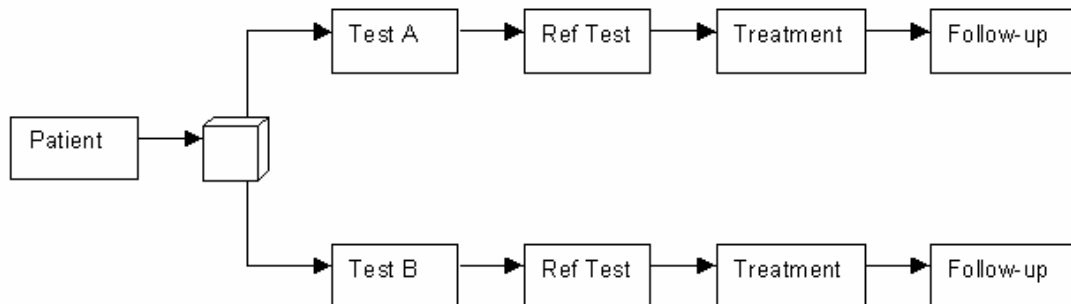 Test A
Ref Test
Treatment
Follow-up
Patient
Test B
Ref Test
Treatment
Follow-up